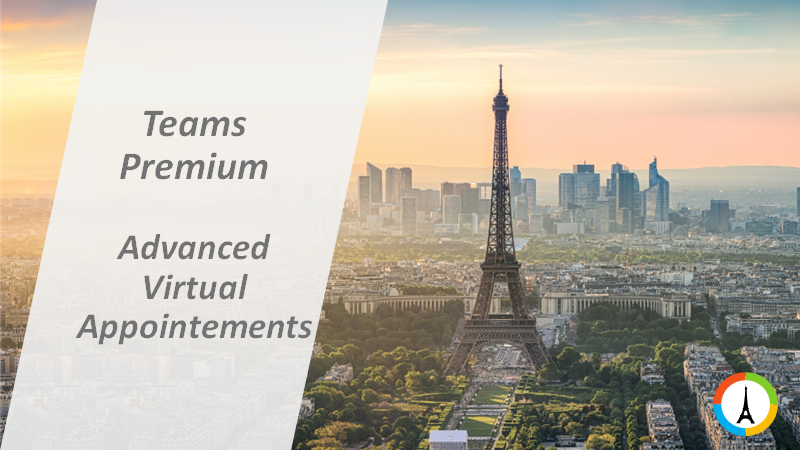 Teams
Premium
Advanced
Virtual
Appointements